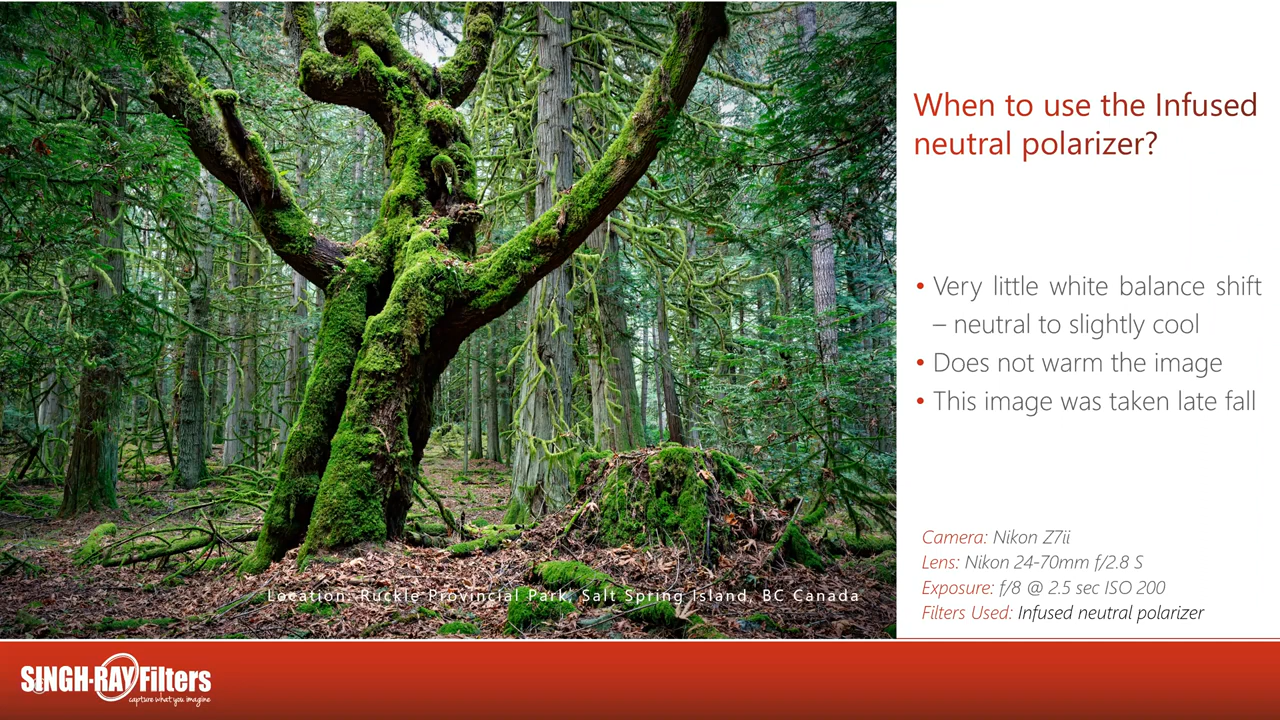 When to use the Infused
neutral polarizer?
• Very little white balance shift
– neutral to slightly cool
• Does not warm the image
• This image was taken late fall
Camera: Nikon Z7ii
Lens: Nikon 24-70mm f/2.8 S
Exposure: f/8 @ 2.5 sec ISO 200
Filters Used: Infused neutral polarizer
Location: Ruckle Provincial Park, Salt Spring Island, BC Canada
SINGH-RAY Filters
capture what you imagine